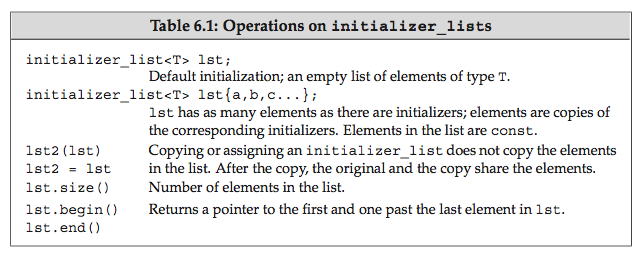 Table 6.1: Operations on initializer_lists
initializer_list<T> lst;
Default initialization; an empty list of elements of type T.
initializer_list<T> lst{a,b,c...};
lst has as many elements as there are initializers; elements are copies of
the corresponding initializers. Elements in the list are const.
lst2(lst) Copying or assigning an initializer_list does not copy the elements
lst2 = lst in the list. After the copy, the original and the copy share the elements.
lst.size() Number of elements in the list.
lst.begin() Returns a pointer to the first and one past the last element in lst.
lst.end()